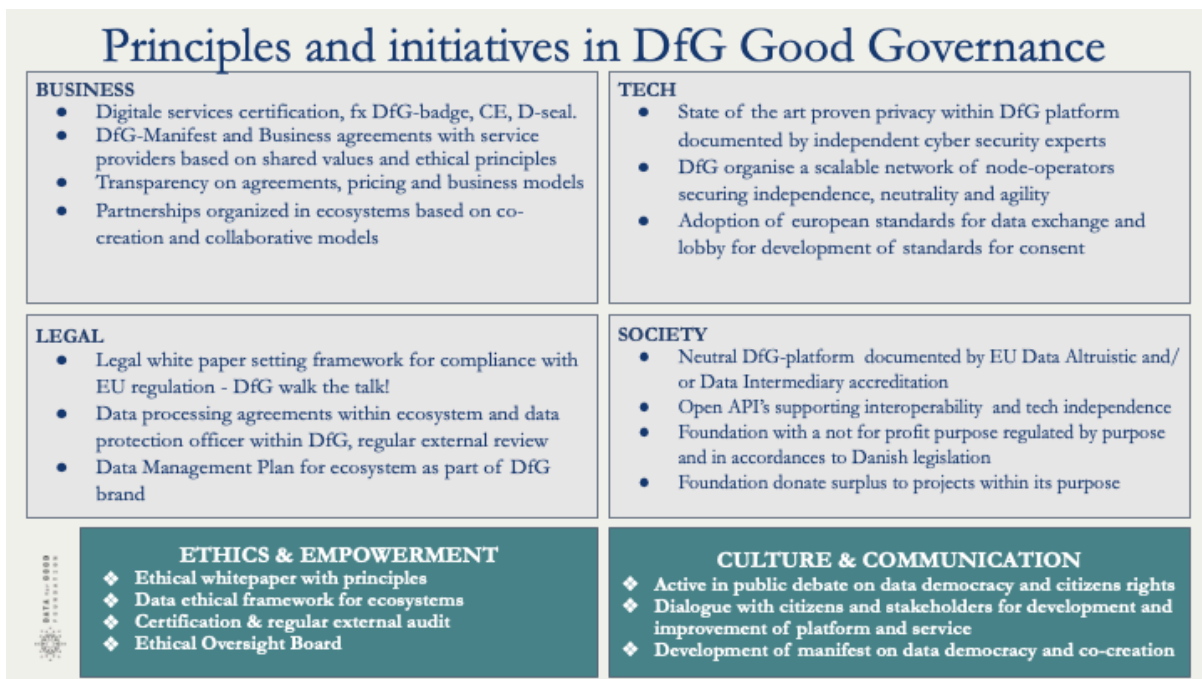 Principles and initiatives in DfG Good Governance
BUSINESS
● Digitale services certification, fx DfG-badge, CE, D-seal.
● DfG-Manifest and Business agreements with service
providers based on shared values and ethical principles
● Transparency on agreements, pricing and business models
● Partnerships organized in ecosystems based on co-
creation and collaborative models
TECH
● State of the art proven privacy within DfG platform
documented by independent cyber security experts
● DfG organise a scalable network of node-operators
securing independence, neutrality and agility
● Adoption of european standards for data exchange and
lobby for development of standards for consent
LEGAL
● Legal white paper setting framework for compliance with
EU regulation - DfG walk the talk!
● Data processing agreements within ecosystem and data
protection officer within DfG, regular external review
● Data Management Plan for ecosystem as part of DfG
brand
SOCIETY
● Neutral DfG-platform documented by EU Data Altruistic and/
or Data Intermediary accreditation
● Open API's supporting interoperability and tech independence
● Foundation with a not for profit purpose regulated by purpose
and in accordances to Danish legislation
● Foundation donate surplus to projects within its purpose
DATA FOR GOOD
FOUNDATION
ETHICS & EMPOWERMENT
❖ Ethical whitepaper with principles
❖ Data ethical framework for ecosystems
❖ Certification & regular external audit
❖ Ethical Oversight Board
CULTURE & COMMUNICATION
❖ Active in public debate on data democracy and citizens rights
❖ Dialogue with citizens and stakeholders for development and
improvement of platform and service
❖ Development of manifest on data democracy and co-creation